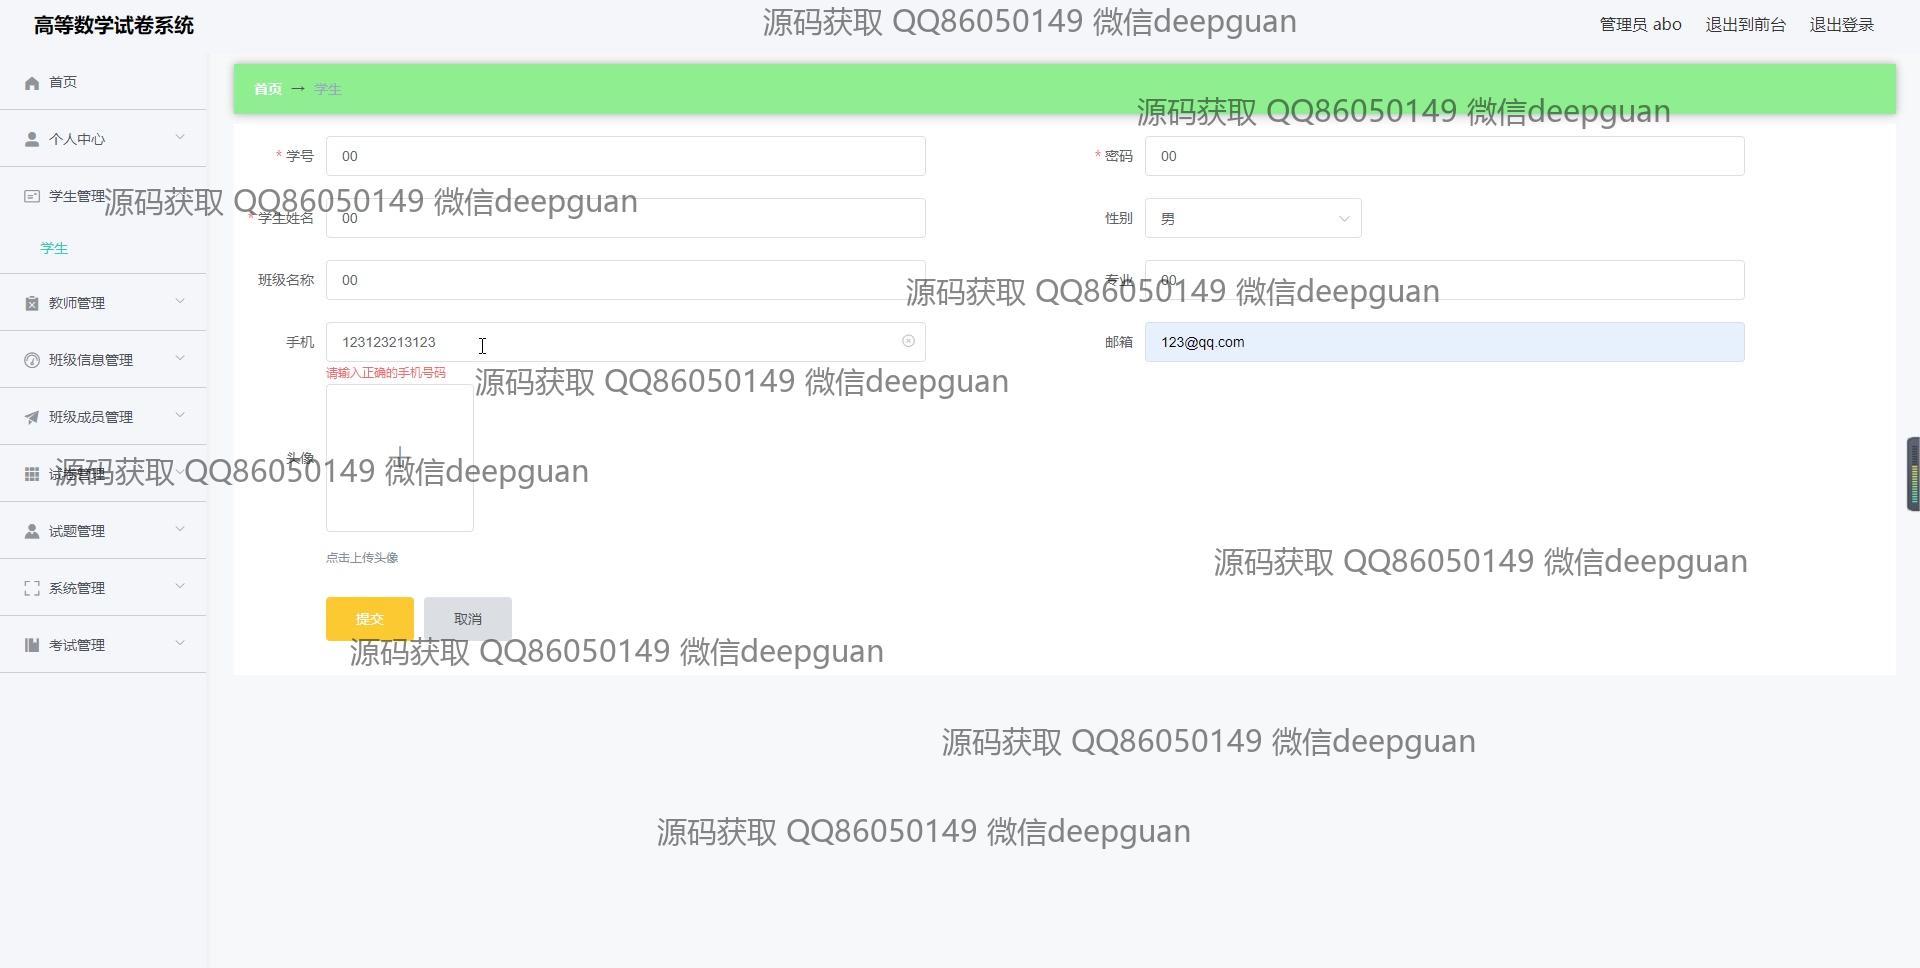 高等数学试卷系统
源码获取 QQ86050149 微信deepguan
管理员 abo 退出到前台 退出登录
首页
首页 → 学生
源码获取 QQ86050149 微信deepguan
个人中心
* 学号 00
* 密码 00
学生管理
源码获取 QQ86050149 微信deepguan
* 学生姓名 00
性别 男
学生
班级名称 00
专业 00
源码获取 QQ86050149 微信deepguan
教师管理
手机 123123213123
邮箱 123@qq.com
请输入正确的手机号码
班级信息管理
源码获取 QQ86050149 微信deepguan
班级成员管理
头像
试卷管理
源码获取 QQ86050149 微信deepguan
试题管理
点击上传头像
源码获取 QQ86050149 微信deepguan
系统管理
提交 取消
考试管理
源码获取 QQ86050149 微信deepguan
源码获取 QQ86050149 微信deepguan
源码获取 QQ86050149 微信deepguan